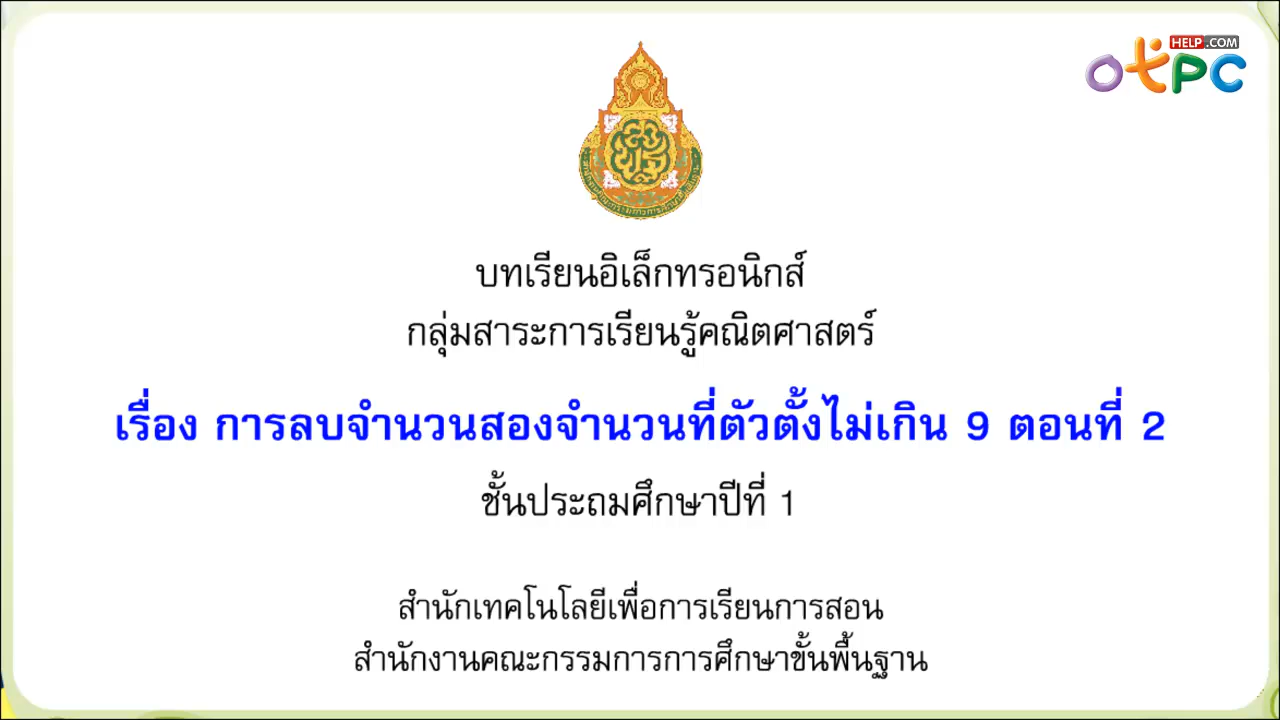 HELP.COM
OTPC
บทเรียนอิเล็กทรอนิกส์
กลุ่มสาระการเรียนรู้คณิตศาสตร์
เรื่อง การลบจำนวนสองจำนวนที่ตัวตั้งไม่เกิน 9 ตอนที่ 2
ชั้นประถมศึกษาปีที่ 1
สำนักเทคโนโลยีเพื่อการเรียนการสอน
สำนักงานคณะกรรมการการศึกษาขั้นพื้นฐาน